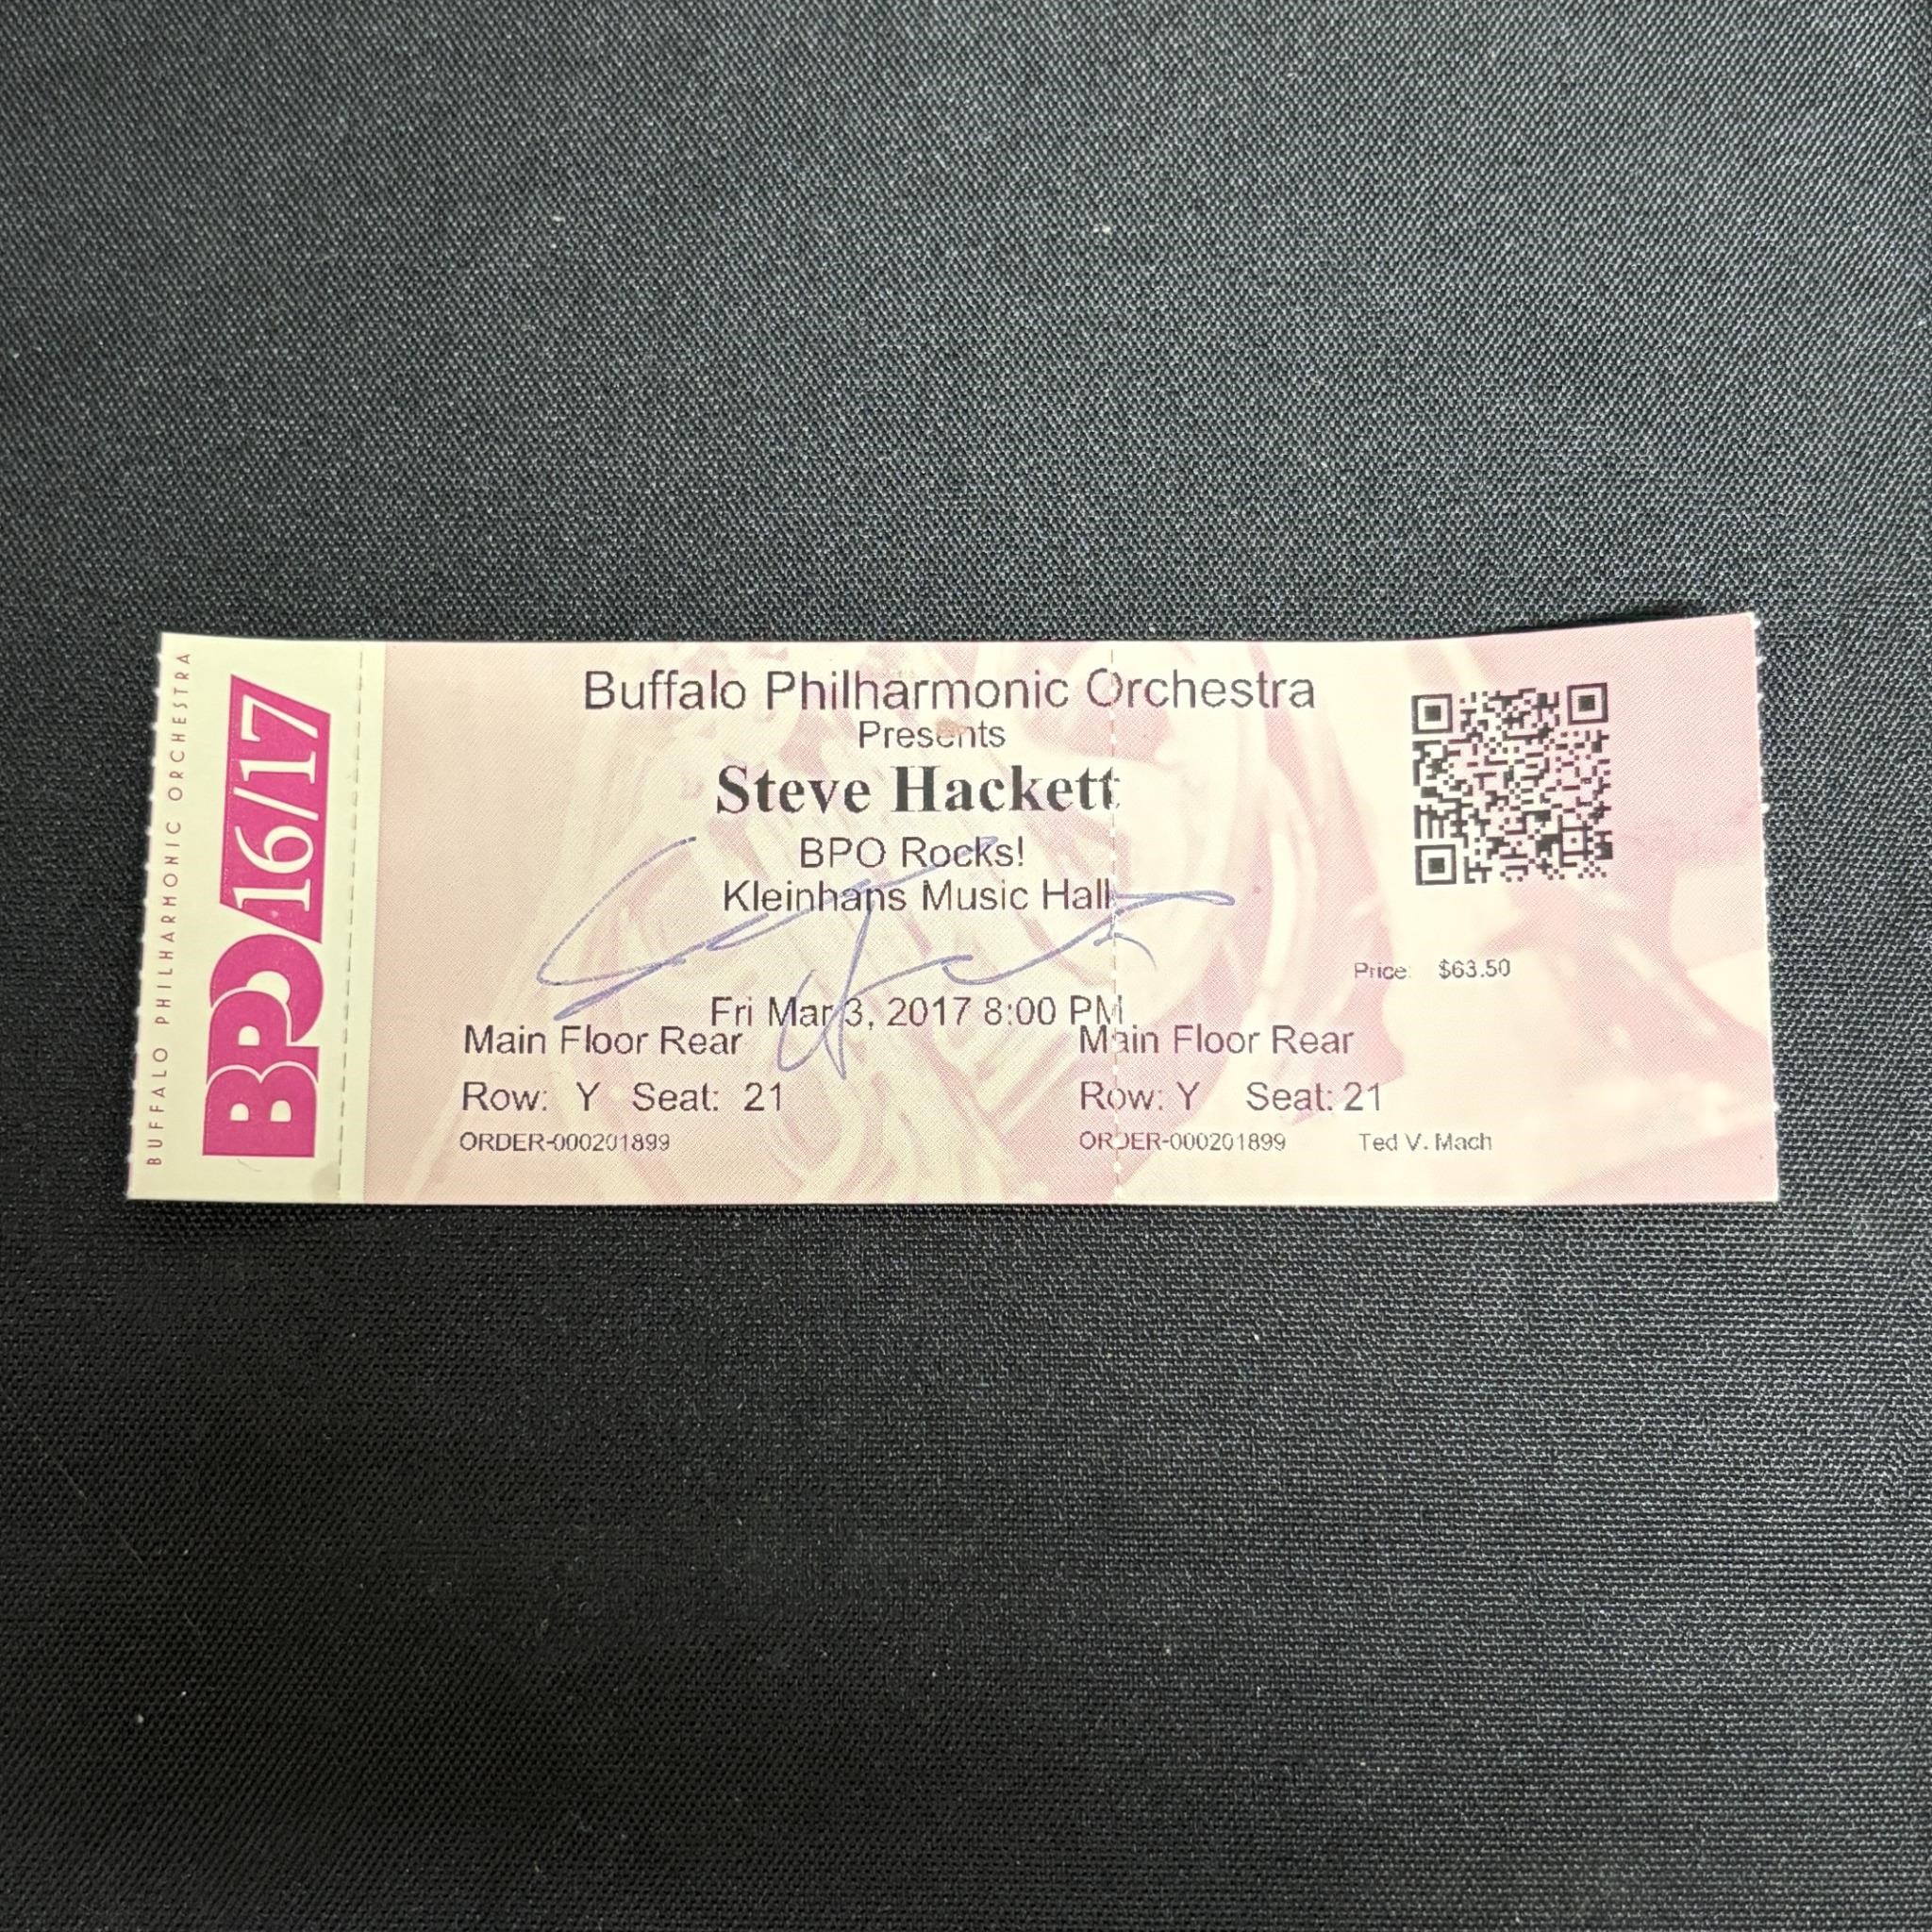 BUFFALO PHILHARMONIC ORCHESTRA
BPO 16/17
Buffalo Philharmonic Orchestra
Presents
Steve Hackett
BPO Rocks!
Kleinhans Music Hall
Price: $63.50
Fri Mar 3, 2017 8:00 PM
Main Floor Rear
Row: Y Seat: 21
ORDER-000201899
Main Floor Rear
Row: Y Seat: 21
ORDER-000201899 Ted V. Mach